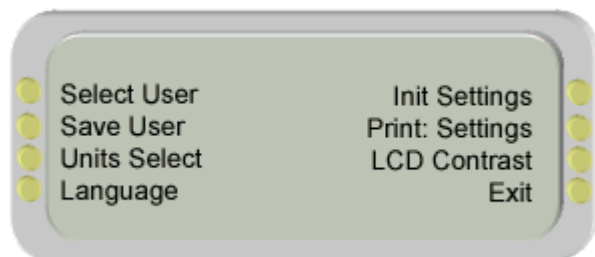 Select User
Save User
Units Select
Language
Init Settings
Print: Settings
LCD Contrast
Exit